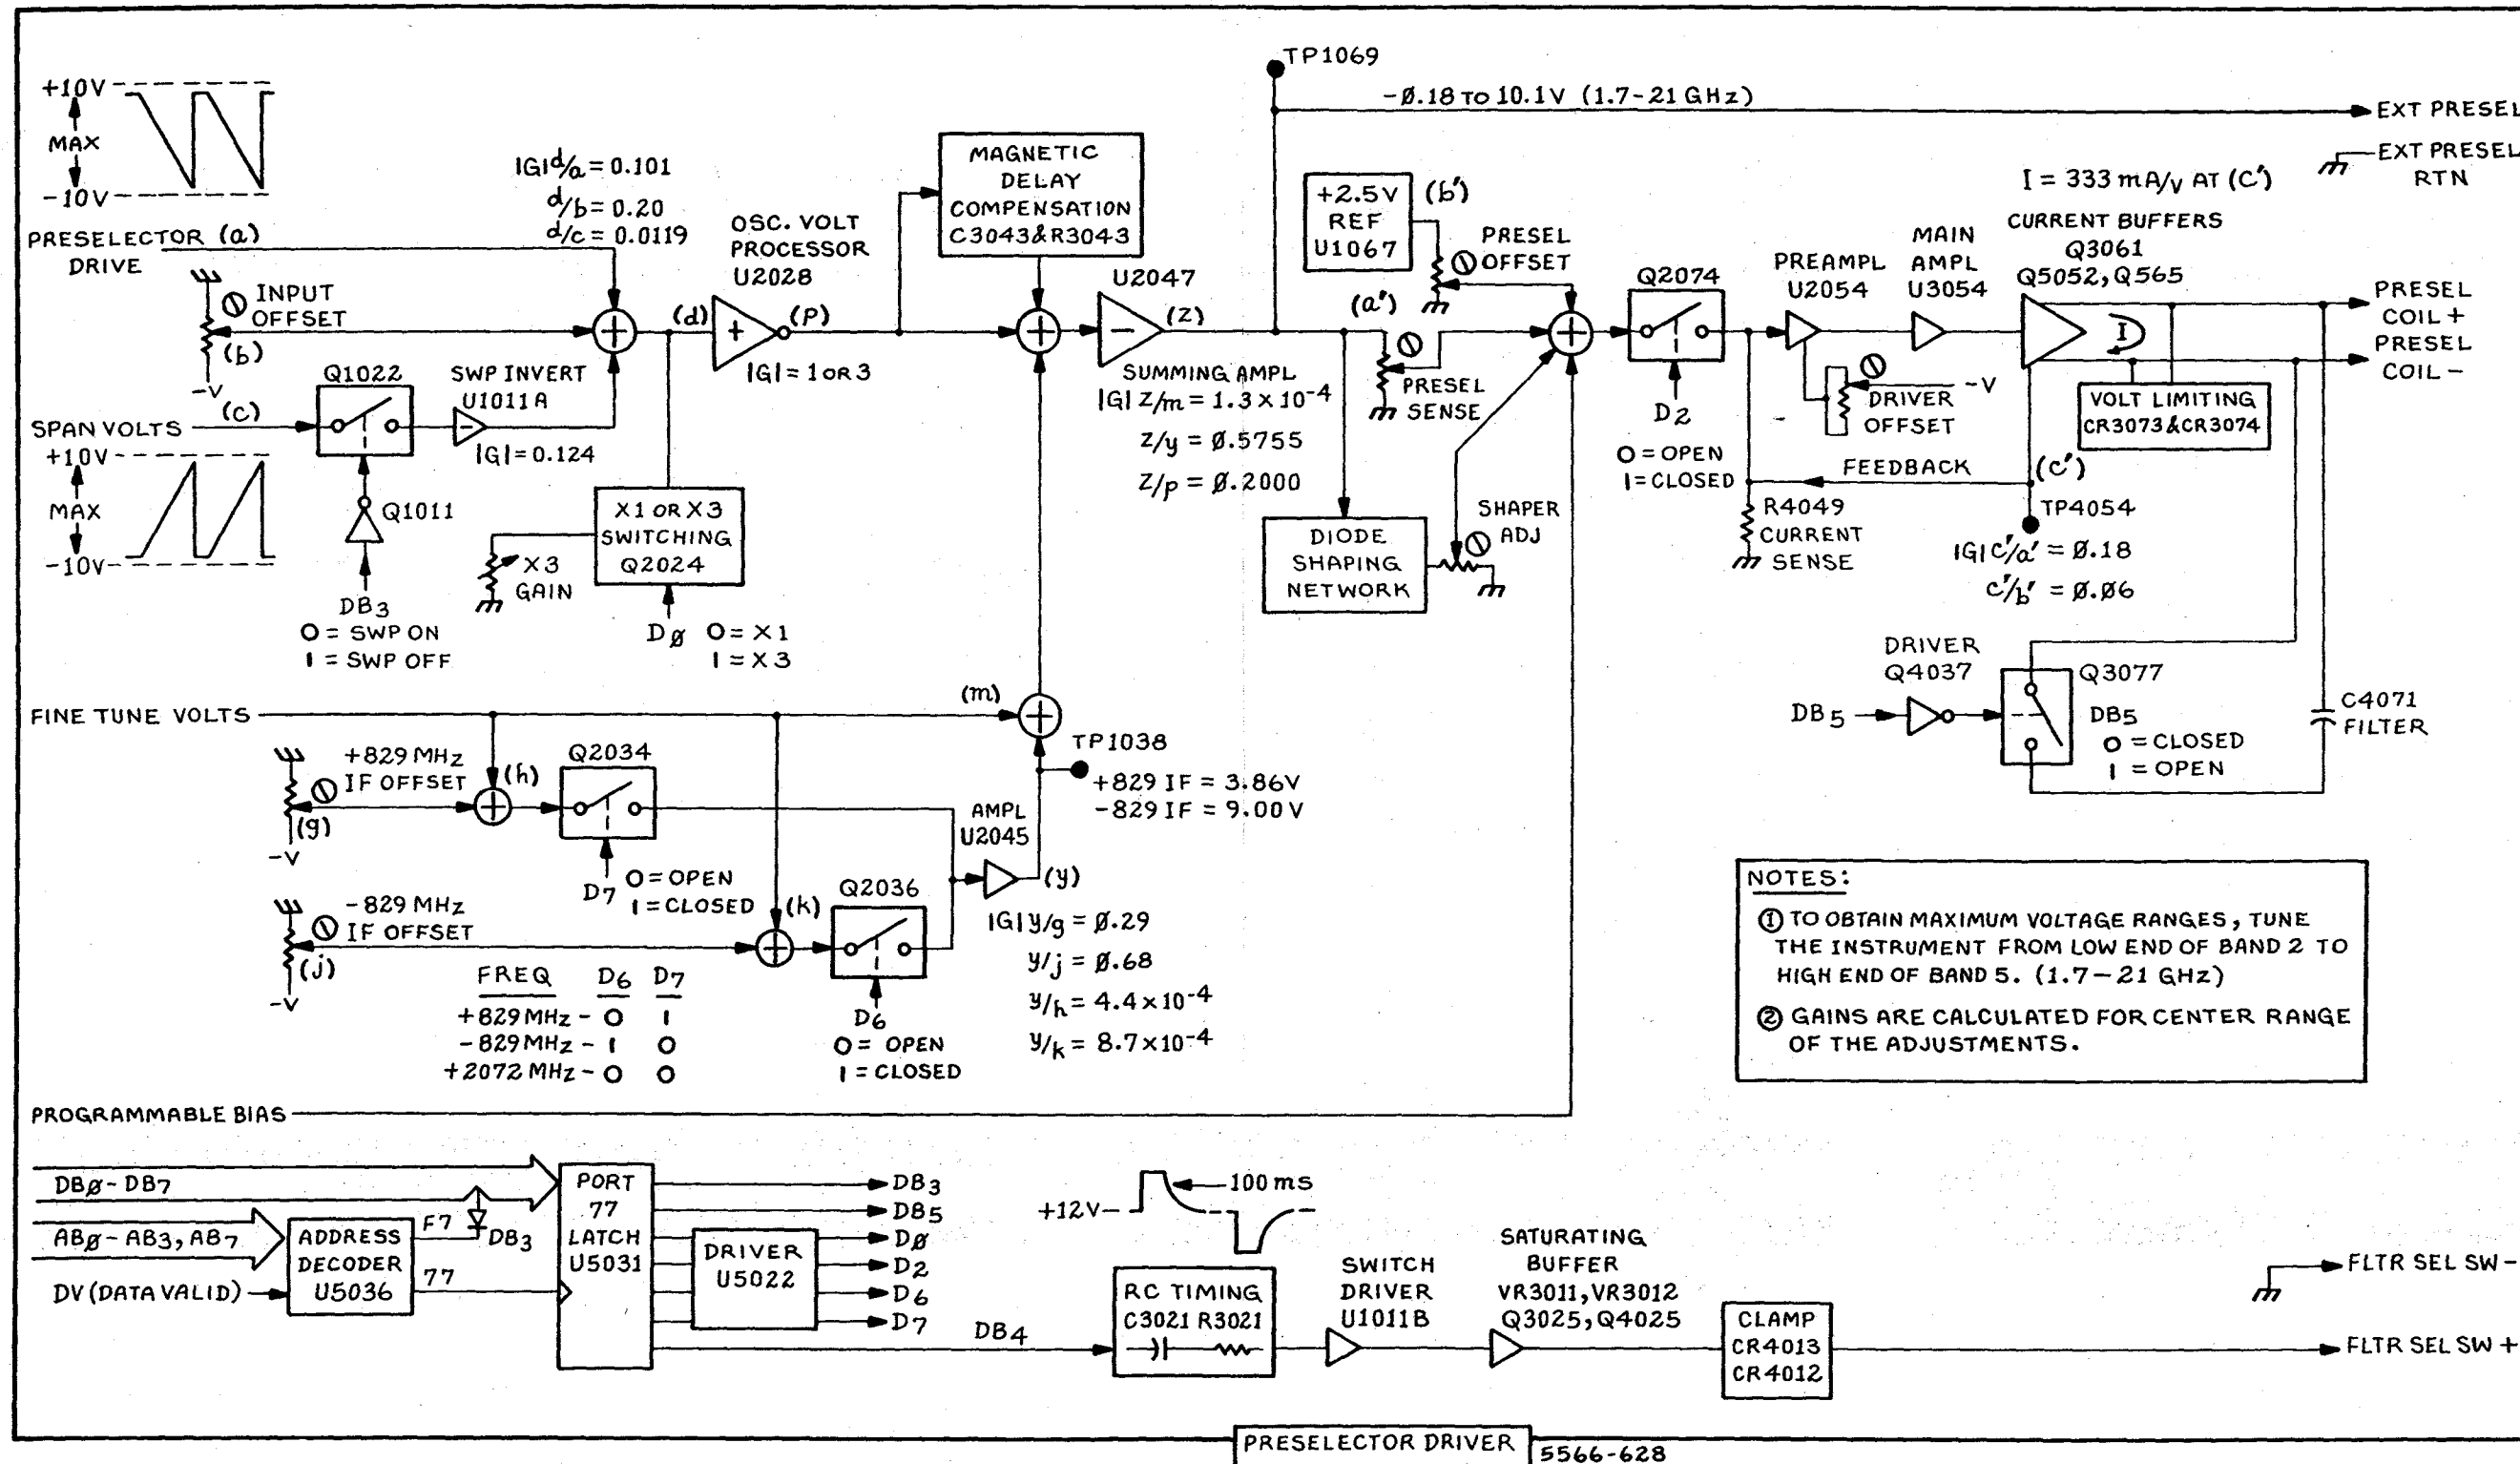 +10V
MAX
-10V
PRESELECTOR (a)
DRIVE
INPUT
OFFSET
(b)
-V
SPAN VOLTS
(c)
+10V
MAX
-10V
Q1022
Q1011
DB3
0 = SWP ON
1 = SWP OFF
SWP INVERT
U1011A
|G|=0.124
|G| d/a = 0.101
d/b = 0.20
d/c = 0.0119
(d)
OSC. VOLT
PROCESSOR
U2028
+
(P)
|G| = 1 OR 3
X1 OR X3
SWITCHING
Q2024
X3
GAIN
DØ
0 = X1
1 = X3
MAGNETIC
DELAY
COMPENSATION
C3043&R3043
U2047
-
(Z)
SUMMING AMPL
|G| Z/m = 1.3 x 10-4
Z/y = Ø.5755
Z/p = Ø.2000
TP1069
-Ø.18 TO 10.1V (1.7-21 GHz)
EXT PRESEL
EXT PRESEL
RTN
+2.5V
REF
U1067
(b')
PRESEL
OFFSET
(a')
PRESEL
SENSE
DIODE
SHAPING
NETWORK
SHAPER
ADJ
Q2074
D2
0 = OPEN
1 = CLOSED
PREAMPL
U2054
MAIN
AMPL
U3054
I = 333 mA/V AT (C')
CURRENT BUFFERS
Q3061
Q5052, Q565
I
PRESEL
COIL +
PRESEL
COIL -
-V
DRIVER
OFFSET
VOLT LIMITING
CR3073&CR3074
FEEDBACK
(C')
R4049
CURRENT
SENSE
TP4054
|G| C'/a' = Ø.18
C'/b' = Ø.06
DRIVER
Q4037
Q3077
DB5
DB5
0 = CLOSED
1 = OPEN
C4071
FILTER
FINE TUNE VOLTS
(m)
+829 MHz
IF OFFSET
(g)
-V
(h)
Q2034
D7
0 = OPEN
1 = CLOSED
TP1038
+829 IF = 3.86V
-829 IF = 9.00V
AMPL
U2045
(y)
-829 MHz
IF OFFSET
(j)
-V
(k)
Q2036
D6
0 = OPEN
1 = CLOSED
|G| y/g = Ø.29
y/j = Ø.68
y/h = 4.4 x 10-4
y/k = 8.7 x 10-4
FREQ D6 D7
+829 MHz - 0 1
-829 MHz - 1 0
+2072 MHz - 0 0
NOTES:
① TO OBTAIN MAXIMUM VOLTAGE RANGES, TUNE
THE INSTRUMENT FROM LOW END OF BAND 2 TO
HIGH END OF BAND 5. (1.7-21 GHz)
② GAINS ARE CALCULATED FOR CENTER RANGE
OF THE ADJUSTMENTS.
PROGRAMMABLE BIAS
DBØ - DB7
ABØ - AB3, AB7
DV (DATA VALID)
ADDRESS
DECODER
U5036
F7
DB3
77
PORT
77
LATCH
U5031
DRIVER
U5022
DB3
DB5
DØ
D2
D6
D7
DB4
+12V
100 ms
RC TIMING
C3021 R3021
SWITCH
DRIVER
U1011B
SATURATING
BUFFER
VR3011, VR3012
Q3025, Q4025
CLAMP
CR4013
CR4012
FLTR SEL SW -
FLTR SEL SW +
PRESELECTOR DRIVER
5566-628